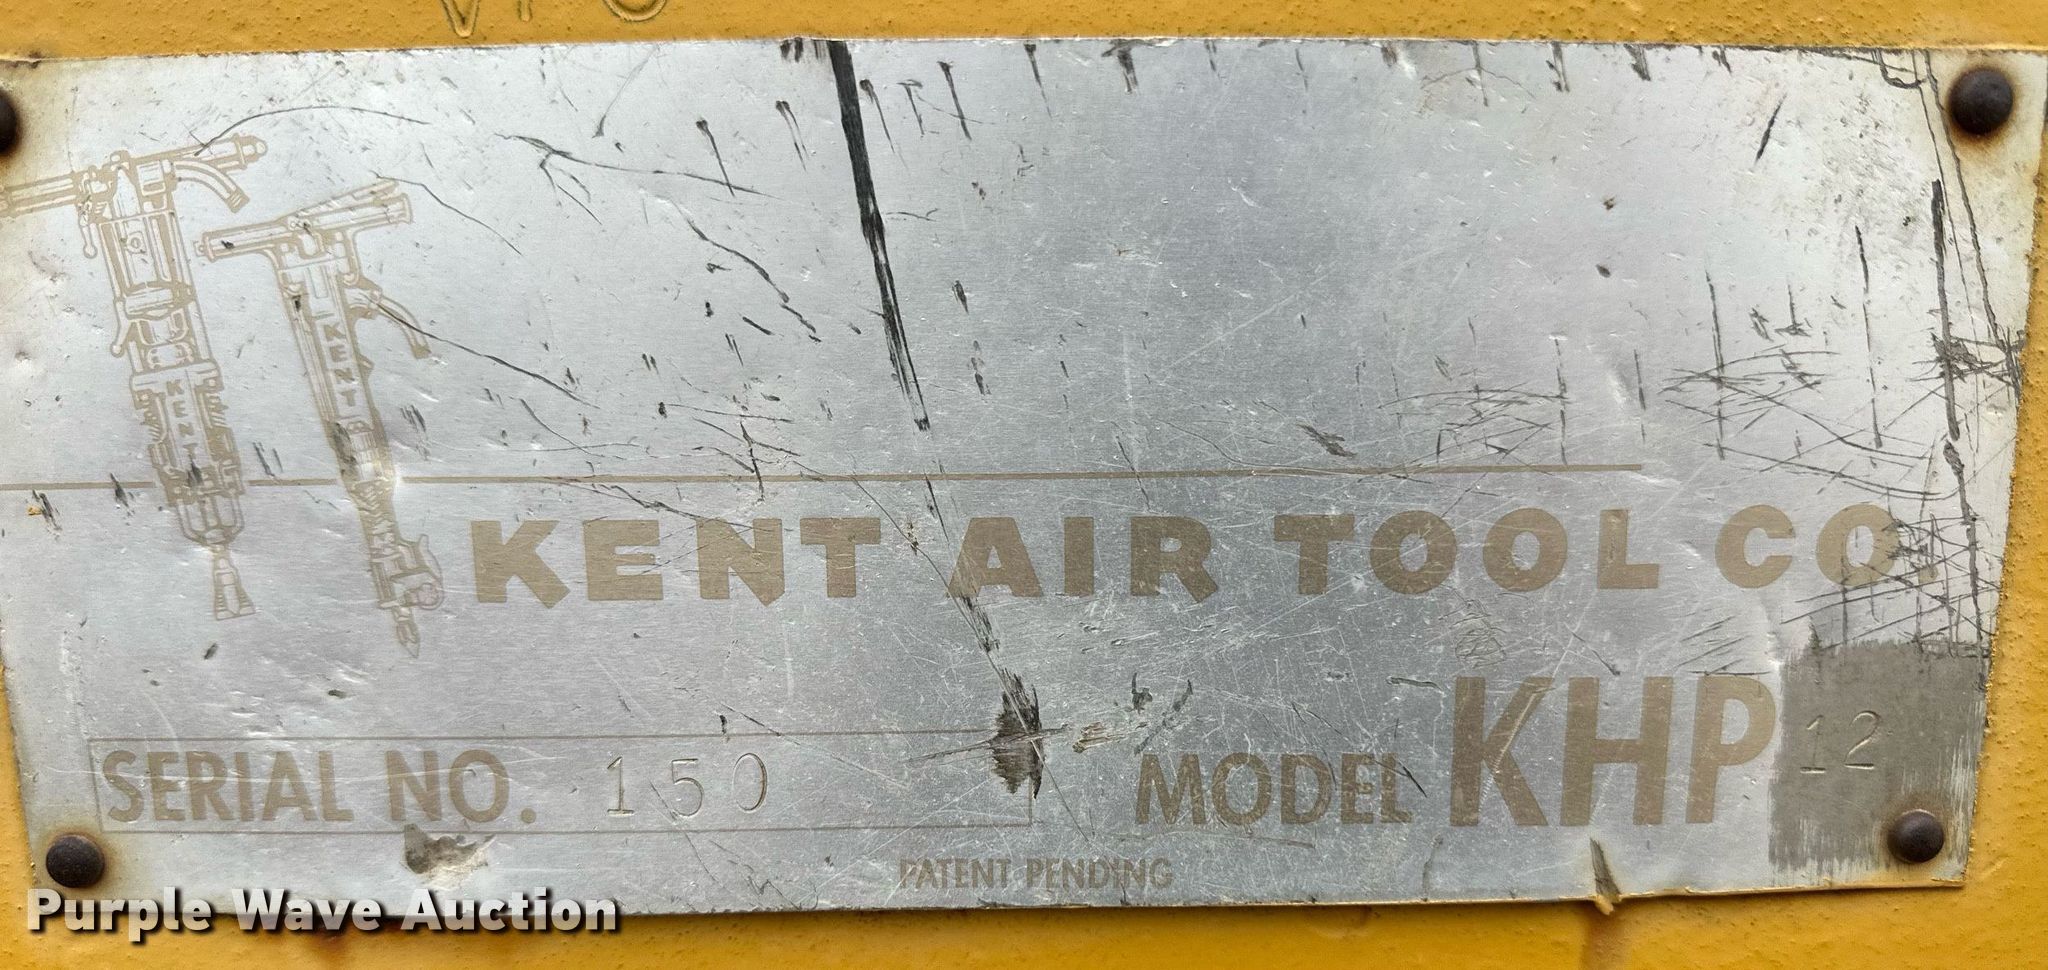 KENT
KENT
KENT AIR TOOL CO.
SERIAL NO. 150
MODEL KHP 12
PATENT PENDING
Purple Wave Auction